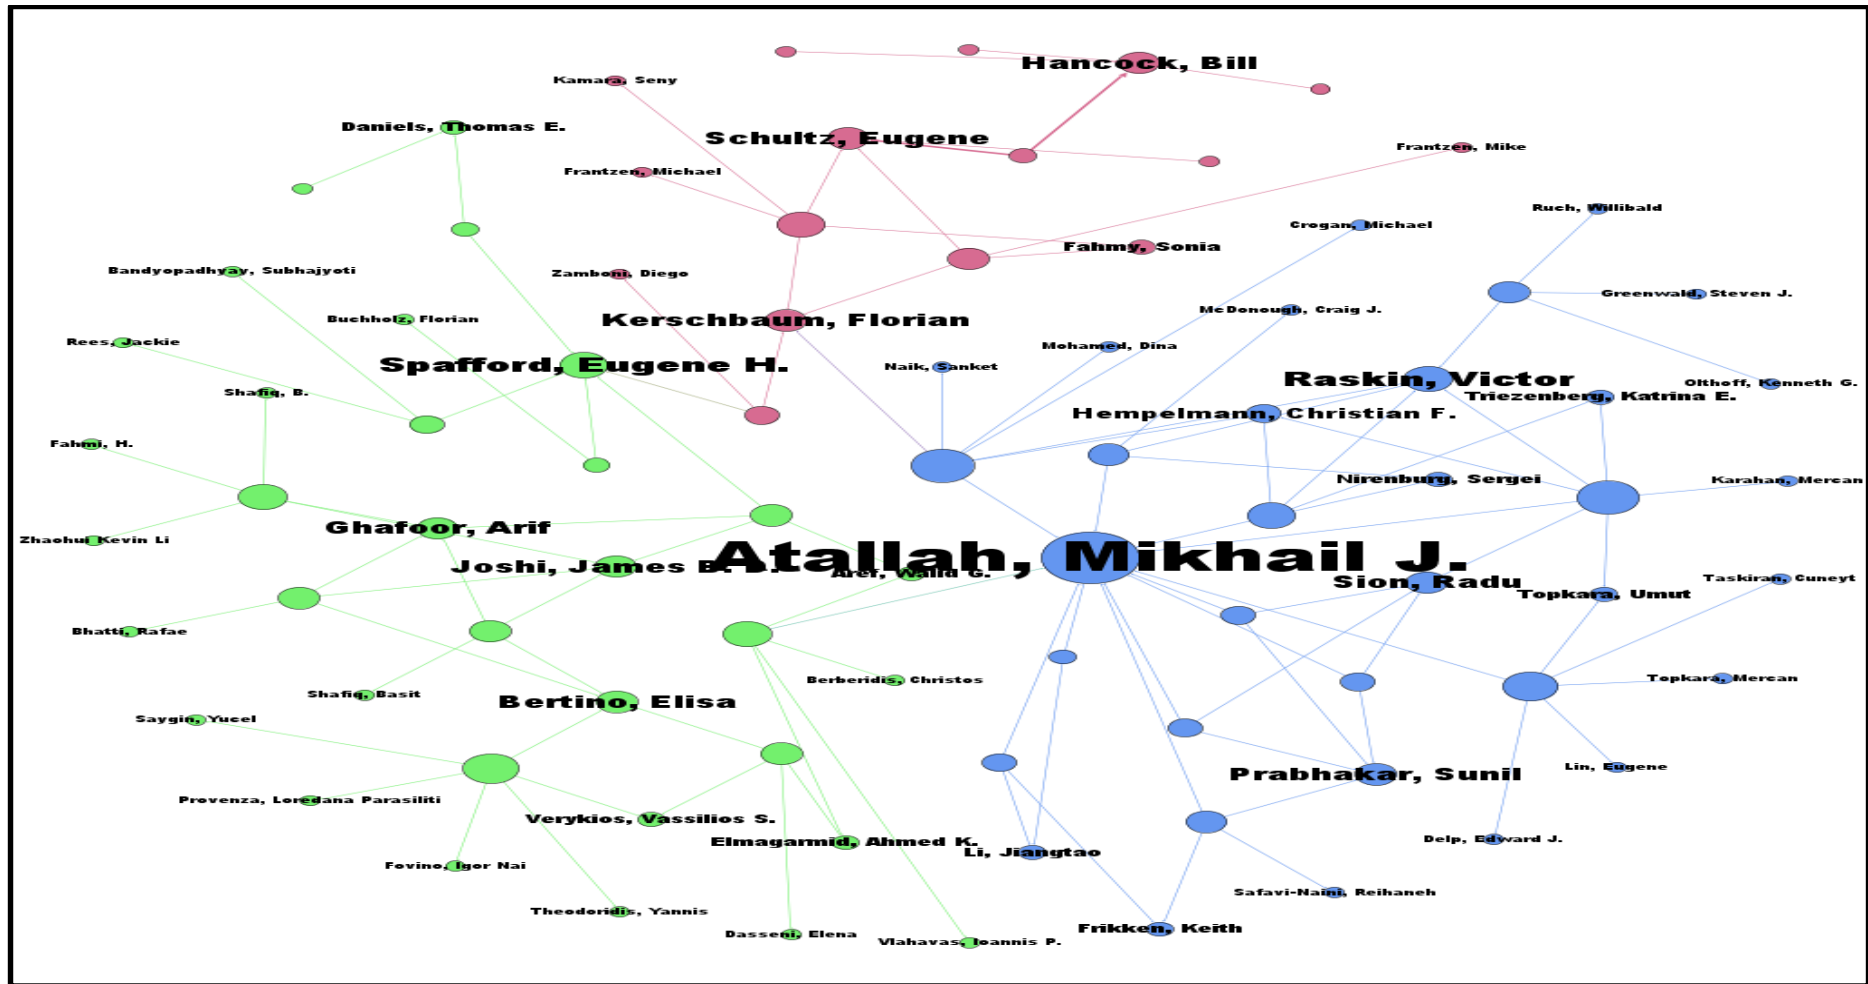 Hancock, Bill
Kamara, Seny
Daniels, Thomas E.
Schultz, Eugene
Frantzen, Mike
Frantzen, Michael
Ruch, Willibald
Crogan, Michael
Fahmy, Sonia
Bandyopadhyay, Subhajyoti
Zamboni, Diego
Greenwald, Steven J.
McDonough, Craig J.
Buchholz, Florian
Kerschbaum, Florian
Rees, Jackie
Mohamed, Dina
Spafford, Eugene H.
Naik, Sanket
Raskin, Victor
Olthoff, Kenneth G.
Shafiq, B.
Triezenberg, Katrina E.
Hempelmann, Christian F.
Fahmi, H.
Nirenburg, Sergei
Karahan, Mercan
Ghafoor, Arif
Zhaohui Kevin Li
Atallah, Mikhail J.
Joshi, James B. D.
Aref, Walid G.
Sion, Radu
Taskiran, Cuneyt
Topkara, Umut
Bhatti, Rafae
Berberidis, Christos
Topkara, Mercan
Shafiq, Basit
Bertino, Elisa
Saygin, Yucel
Lin, Eugene
Prabhakar, Sunil
Provenza, Loredana Parasiliti
Verykios, Vassilios S.
Delp, Edward J.
Elmagarmid, Ahmed K.
Li, Jiangtao
Fovino, Igor Nai
Safavi-Naini, Reihaneh
Theodoridis, Yannis
Frikken, Keith
Dasseni, Elena
Vlahavas, Ioannis P.